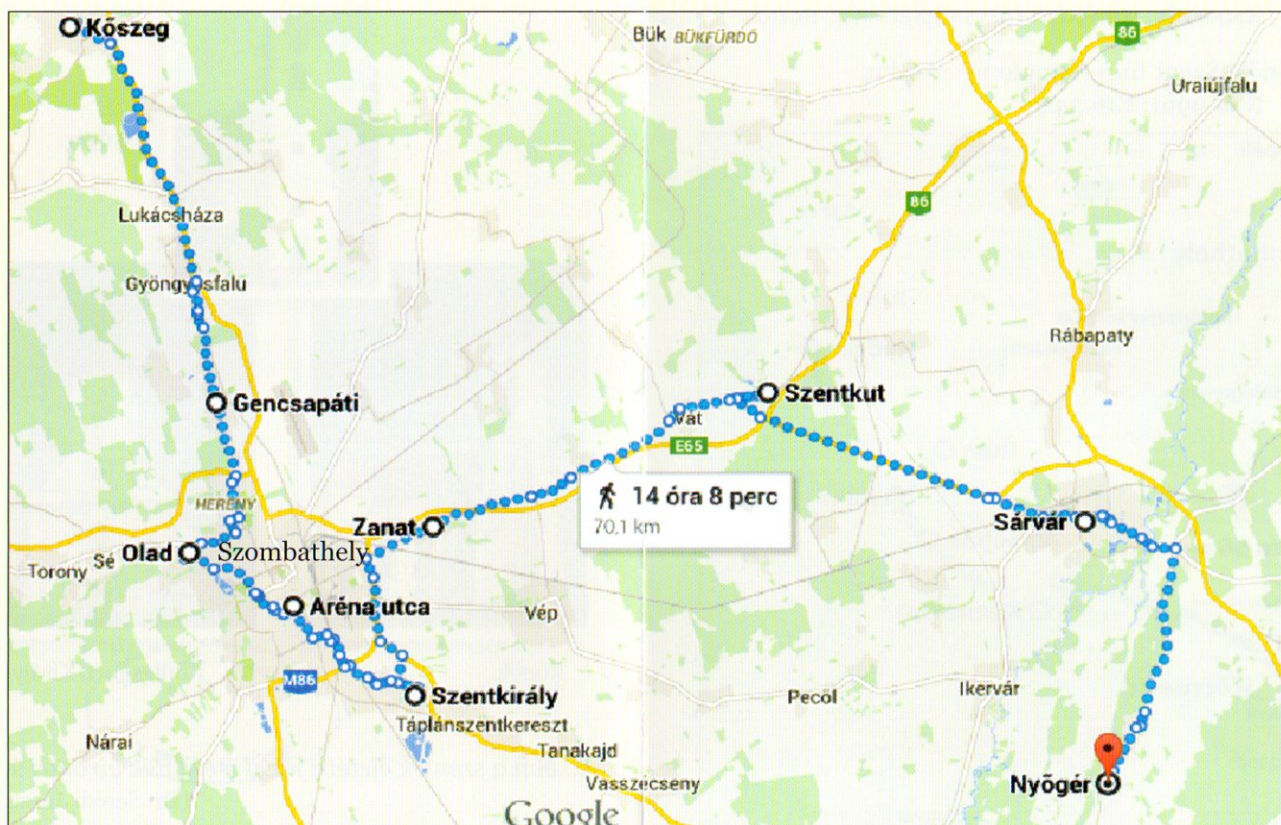 Kőszeg
Bük BÜKFÜRDŐ
86
Uraiújfalu
86
Lukácsháza
Gyöngyösfalu
Rábapaty
Gencsapáti
Szentkut
Vát
E65
HERÉNY
14 óra 8 perc
70,1 km
Zanat
Sárvár
Olad
Szombathely
Sé
Torony
Aréna utca
Vép
M86
Szentkirály
Pecöl
Ikervár
Táplánszentkereszt
Nárai
Tanakajd
Vasszécseny
Nyőgér
Google